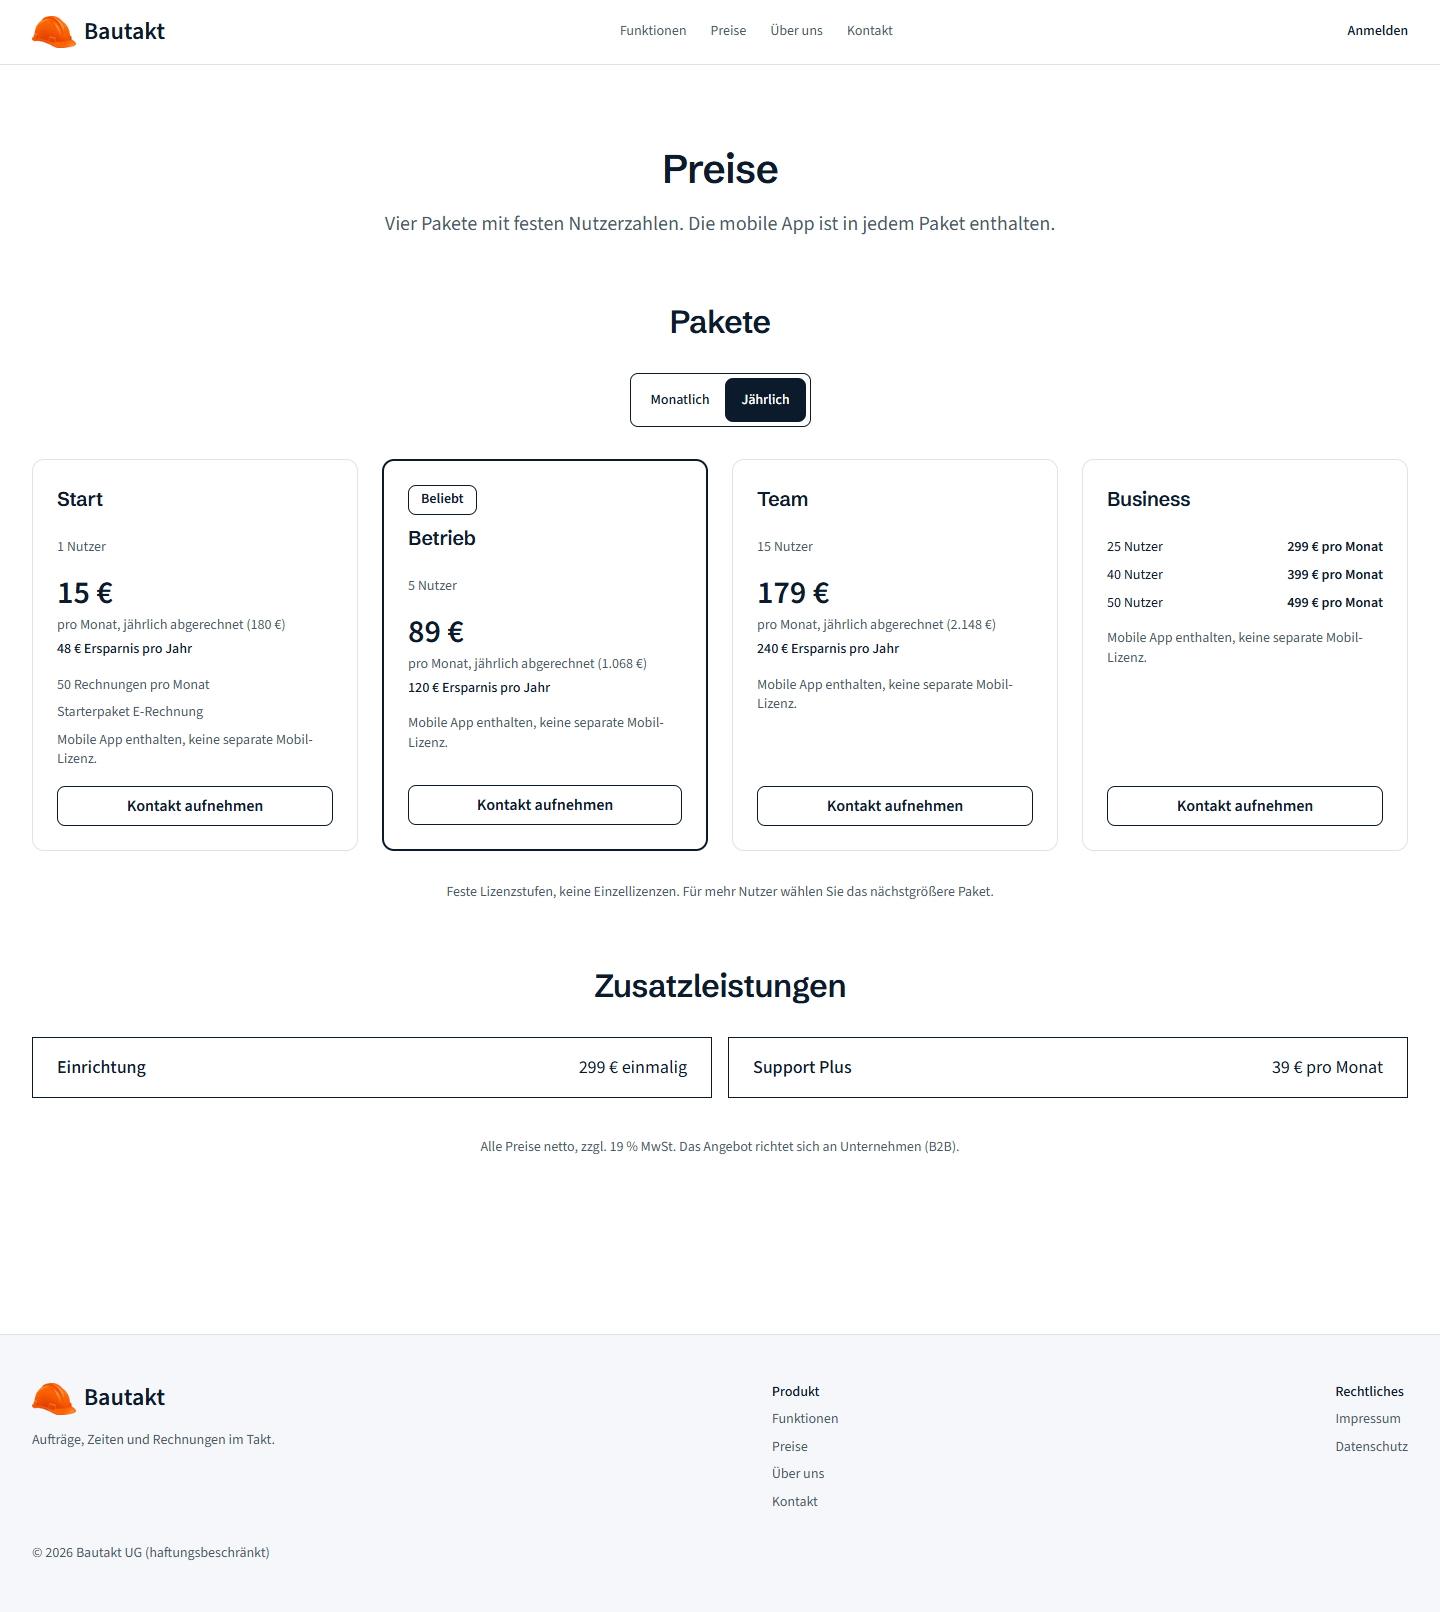 Bautakt
Funktionen
Preise
Über uns
Kontakt
Anmelden
Preise
Vier Pakete mit festen Nutzerzahlen. Die mobile App ist in jedem Paket enthalten.
Pakete
Monatlich
Jährlich
Start
1 Nutzer
15 €
pro Monat, jährlich abgerechnet (180 €)
48 € Ersparnis pro Jahr
50 Rechnungen pro Monat
Starterpaket E-Rechnung
Mobile App enthalten, keine separate Mobil-
Lizenz.
Kontakt aufnehmen
Beliebt
Betrieb
5 Nutzer
89 €
pro Monat, jährlich abgerechnet (1.068 €)
120 € Ersparnis pro Jahr
Mobile App enthalten, keine separate Mobil-
Lizenz.
Kontakt aufnehmen
Team
15 Nutzer
179 €
pro Monat, jährlich abgerechnet (2.148 €)
240 € Ersparnis pro Jahr
Mobile App enthalten, keine separate Mobil-
Lizenz.
Kontakt aufnehmen
Business
25 Nutzer 299 € pro Monat
40 Nutzer 399 € pro Monat
50 Nutzer 499 € pro Monat
Mobile App enthalten, keine separate Mobil-
Lizenz.
Kontakt aufnehmen
Feste Lizenzstufen, keine Einzellizenzen. Für mehr Nutzer wählen Sie das nächstgrößere Paket.
Zusatzleistungen
Einrichtung 299 € einmalig
Support Plus 39 € pro Monat
Alle Preise netto, zzgl. 19 % MwSt. Das Angebot richtet sich an Unternehmen (B2B).
Bautakt
Aufträge, Zeiten und Rechnungen im Takt.
Produkt
Funktionen
Preise
Über uns
Kontakt
Rechtliches
Impressum
Datenschutz
© 2026 Bautakt UG (haftungsbeschränkt)